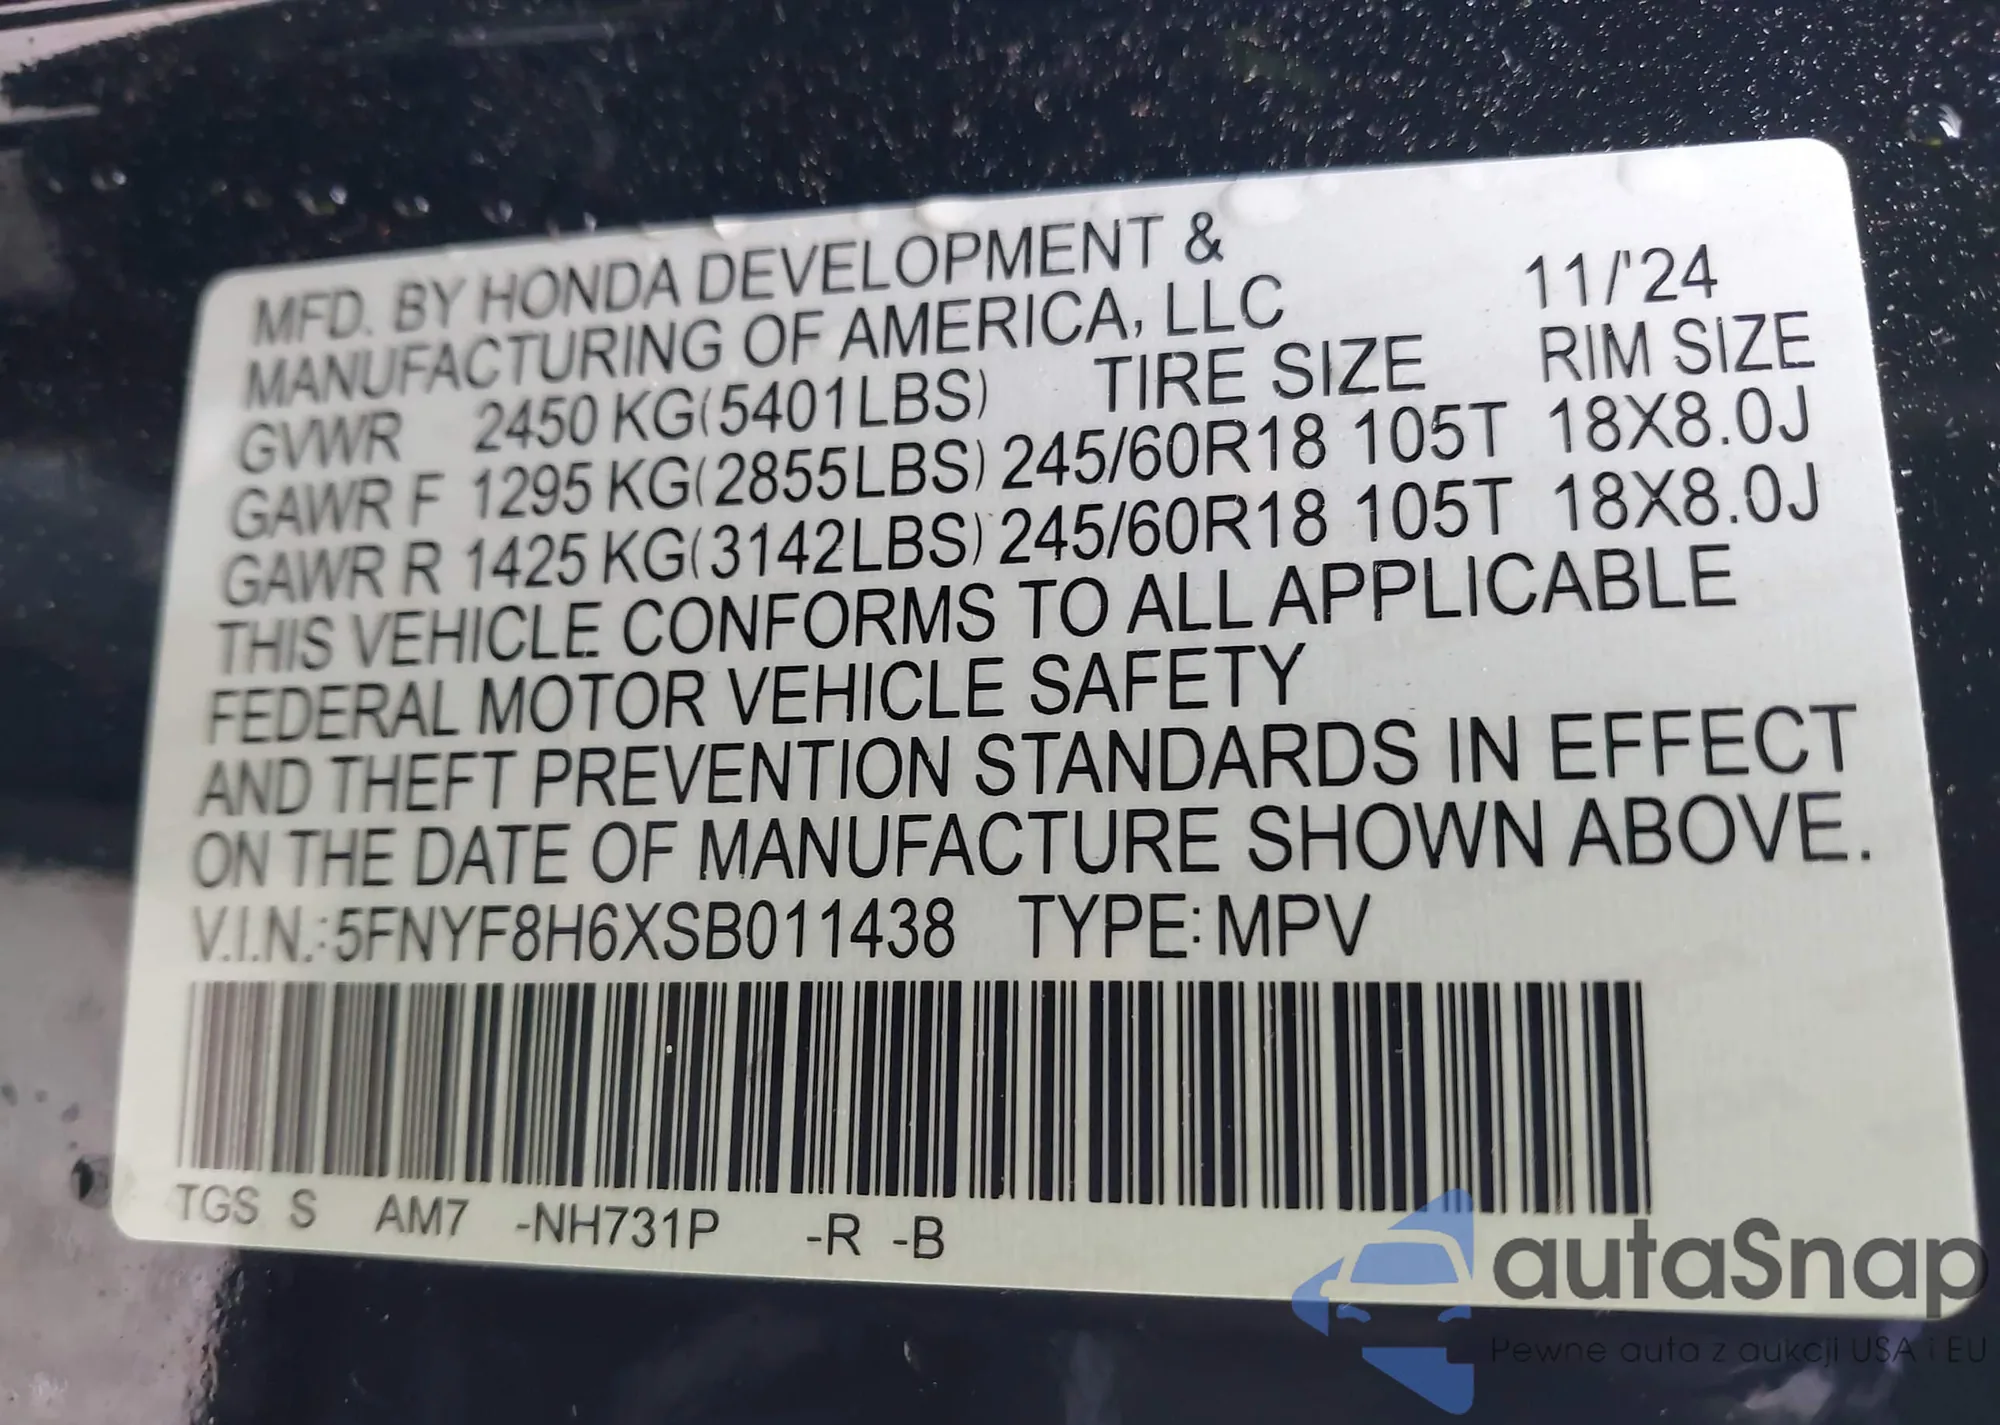 MFD. BY HONDA DEVELOPMENT &
MANUFACTURING OF AMERICA, LLC 11/'24
GVWR 2450 KG(5401LBS) TIRE SIZE RIM SIZE
GAWR F 1295 KG(2855LBS) 245/60R18 105T 18X8.0J
GAWR R 1425 KG(3142LBS) 245/60R18 105T 18X8.0J
THIS VEHICLE CONFORMS TO ALL APPLICABLE
FEDERAL MOTOR VEHICLE SAFETY
AND THEFT PREVENTION STANDARDS IN EFFECT
ON THE DATE OF MANUFACTURE SHOWN ABOVE.
V.I.N.:5FNYF8H6XSB011438 TYPE:MPV
TGS S AM7 -NH731P -R -B
autaSnap
Pewne auta z aukcji USA i EU